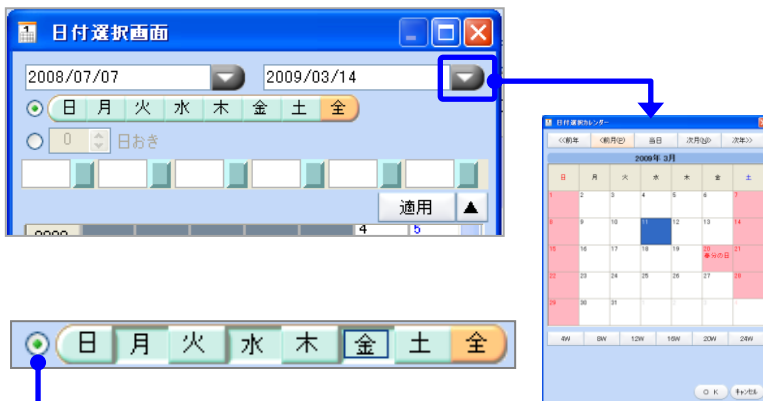 日付選択画面
2008/07/07 2009/03/14
日 月 火 水 木 金 土 全
0 日おき
適用 ▲
4 5
日付選択カレンダー
<<前年 <前月(P) 当日 次月(N)> 次年>>
2009年 3月
日 月 火 水 木 金 土
1 2 3 4 5 6 7
8 9 10 11 12 13 14
15 16 17 18 19 20 21
春分の日
22 23 24 25 26 27 28
29 30 31
4W 8W 12W 16W 20W 24W
O K キャンセル
日 月 火 水 木 金 土 全